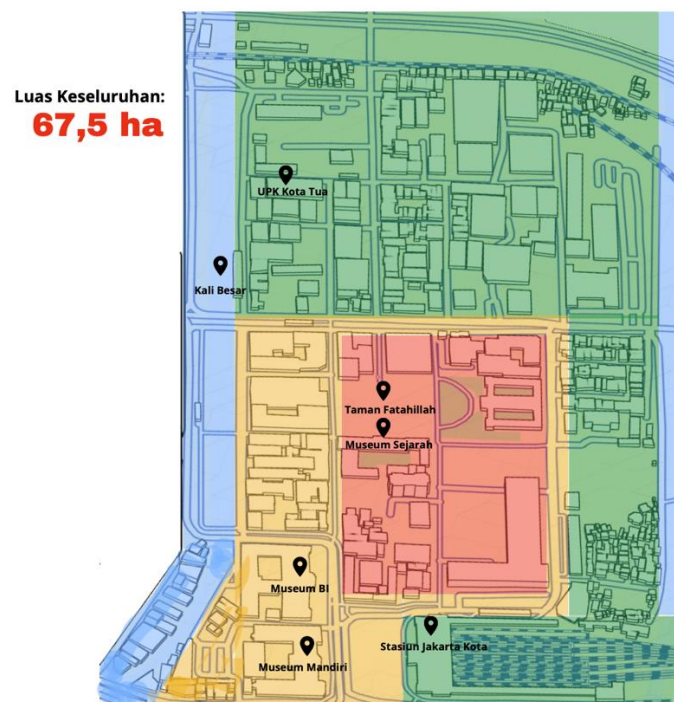 Luas Keseluruhan:
67,5 ha
UPK Kota Tua
Kali Besar
Taman Fatahillah
Museum Sejarah
Museum BI
Stasiun Jakarta Kota
Museum Mandiri